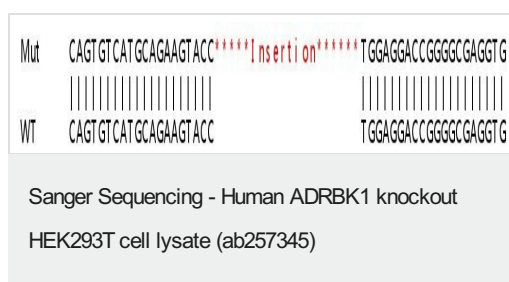 Mut CAGTGTCATGCAGAAGTACC*****Insertion******TGGAGGACCGGGGCGAGGTG
||||||||||||||||||||                    ||||||||||||||||||||
WT CAGTGTCATGCAGAAGTACC TGGAGGACCGGGGCGAGGTG
Sanger Sequencing - Human ADRBK1 knockout
HEK293T cell lysate (ab257345)